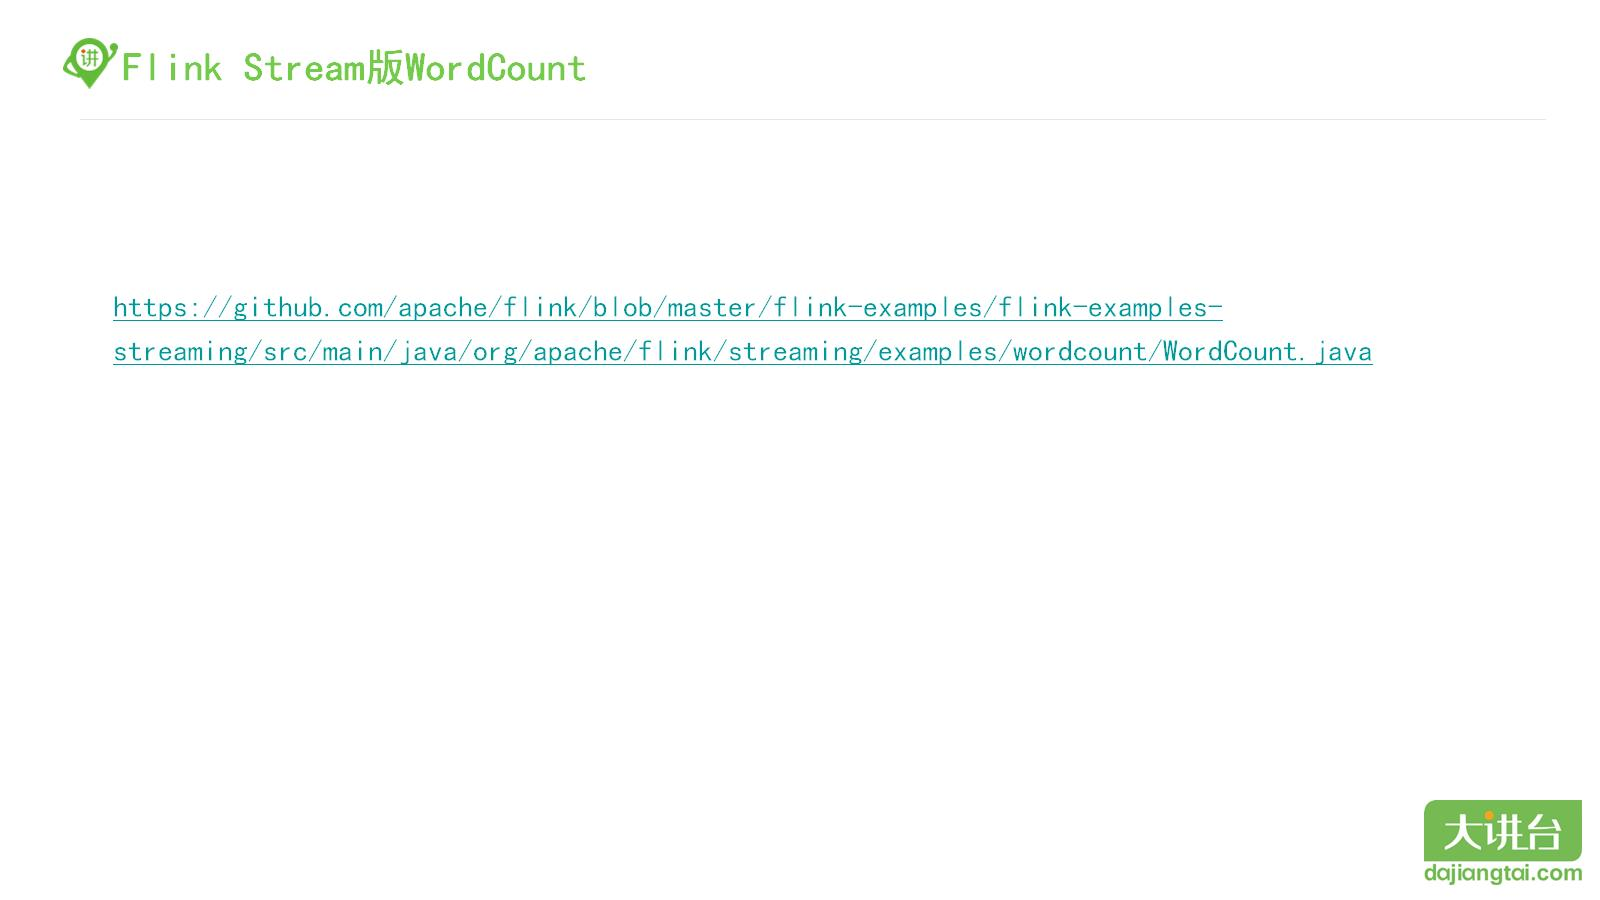 讲
Flink Stream版WordCount
https://github.com/apache/flink/blob/master/flink-examples/flink-examples-
streaming/src/main/java/org/apache/flink/streaming/examples/wordcount/WordCount.java
大讲台
dajiangtai.com